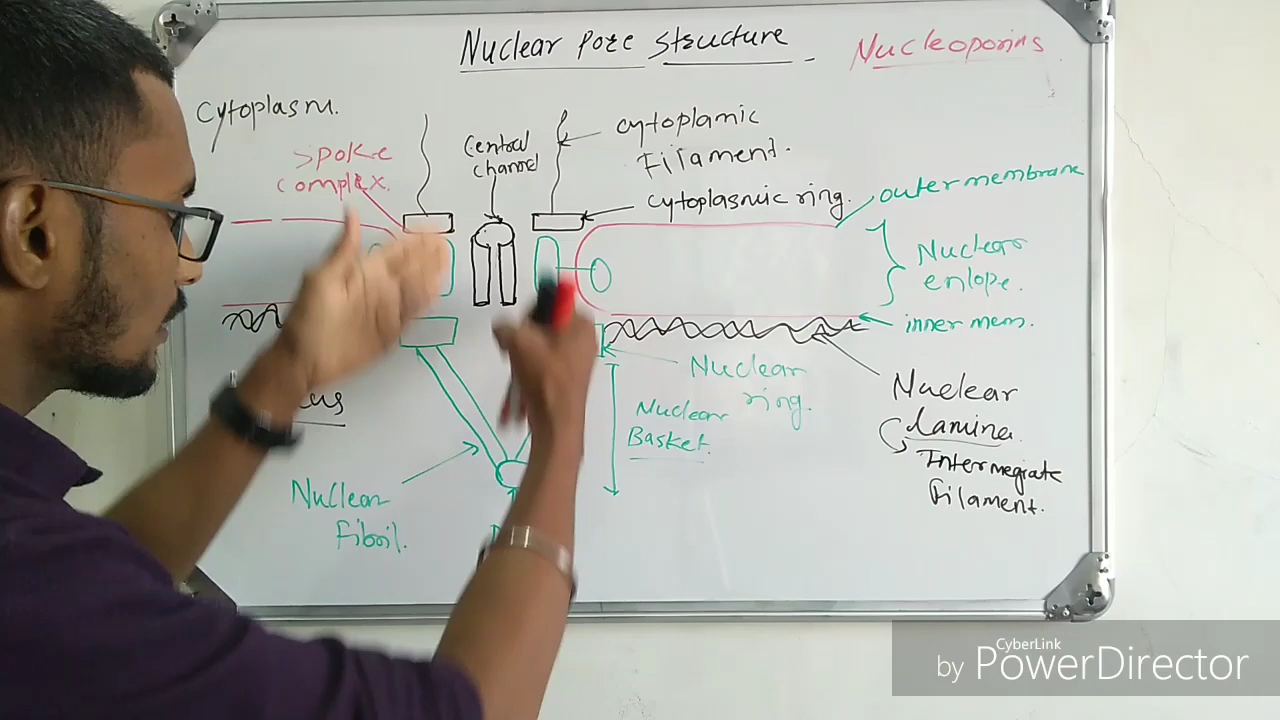 Nuclear pore structure
Nucleoporins
Cytoplasm.
Spoke
complex.
Central
channel
cytoplamic
Filament.
cytoplasmic ring.
outer membrane
Nuclear
enlope.
inner mem.
Nuclear
ring.
Nuclear
Basket.
Nuclear
Lamina.
Intermediate
Filament.
Nuclear
Fibril.
CyberLink
by PowerDirector